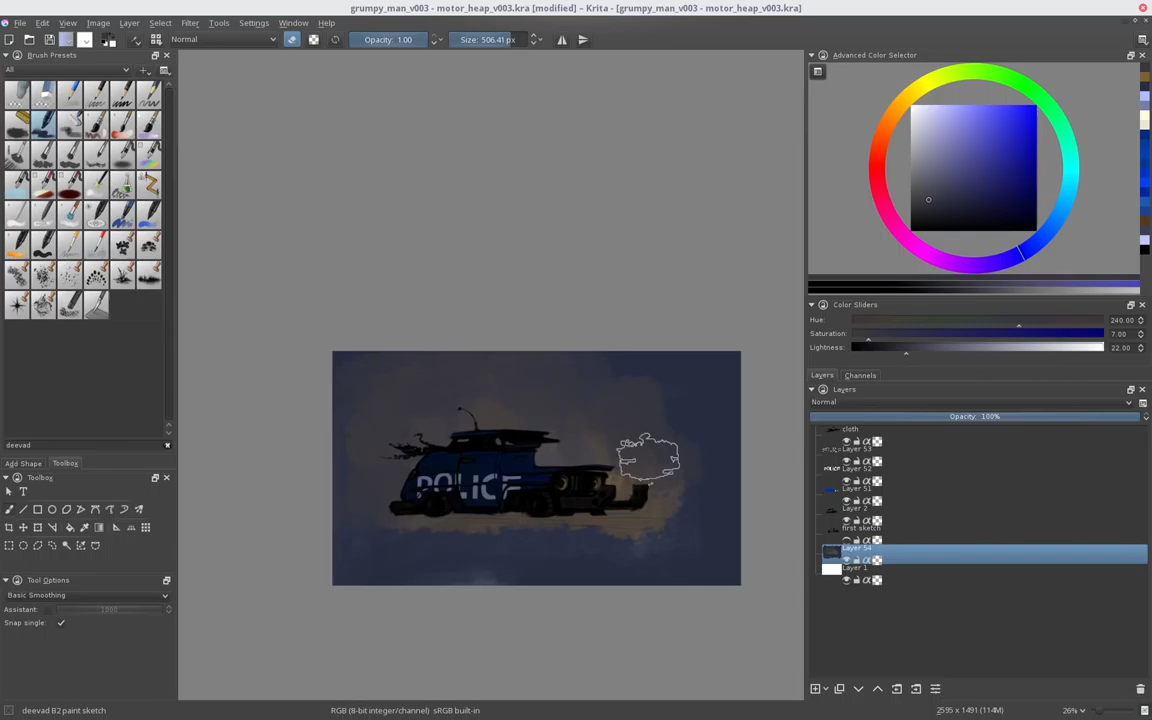 grumpy_man_v003 - motor_heap_v003.kra [modified] – Krita - [grumpy_man_v003 - motor_heap_v003.kra]
File Edit View Image Layer Select Filter Tools Settings Window Help
Normal
Opacity: 1.00
Size: 506.41 px
Brush Presets
All
deevad
Add Shape
Toolbox
Toolbox
Tool Options
Basic Smoothing
Assistant:
1000
Snap single:
POLICE
Advanced Color Selector
Color Sliders
Hue:
240.00
Saturation:
7.00
Lightness:
22.00
Layers
Channels
Layers
Normal
Opacity: 100%
cloth
Layer 53
Layer 52
Layer 51
Layer 2
first sketch
Layer 54
Layer 1
deevad B2 paint sketch
RGB (8-bit integer/channel) sRGB built-in
2595 x 1491 (114M)
26%